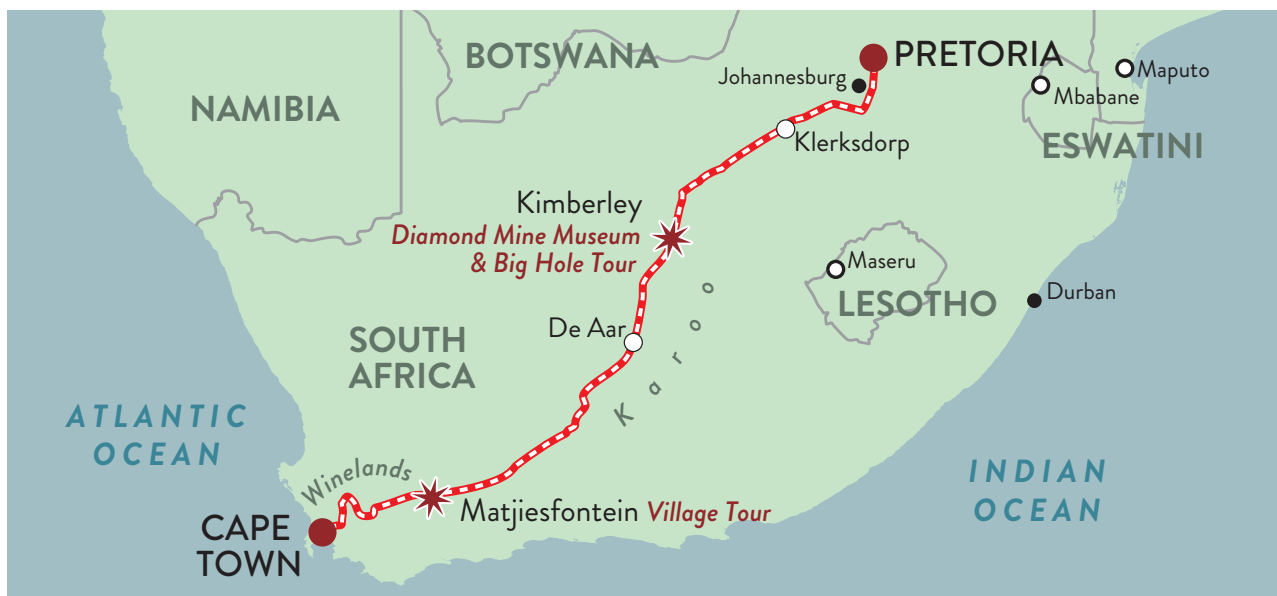 BOTSWANA
PRETORIA
Johannesburg
Maputo
Mbabane
NAMIBIA
Klerksdorp
ESWATINI
Kimberley
Diamond Mine Museum
& Big Hole Tour
Maseru
LESOTHO
Durban
De Aar
Karoo
SOUTH
AFRICA
ATLANTIC
OCEAN
INDIAN
OCEAN
Winelands
Matjiesfontein Village Tour
CAPE
TOWN